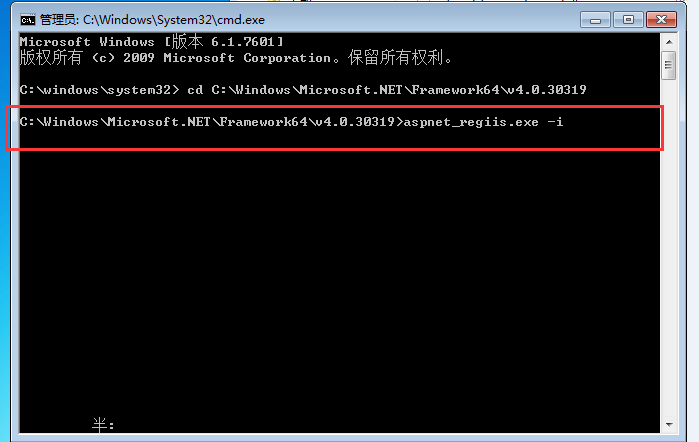 管理员: C:\Windows\System32\cmd.exe
Microsoft Windows [版本 6.1.7601]
版权所有 (c) 2009 Microsoft Corporation。保留所有权利。
C:\windows\system32> cd C:\Windows\Microsoft.NET\Framework64\v4.0.30319
C:\Windows\Microsoft.NET\Framework64\v4.0.30319>aspnet_regiis.exe -i
半: